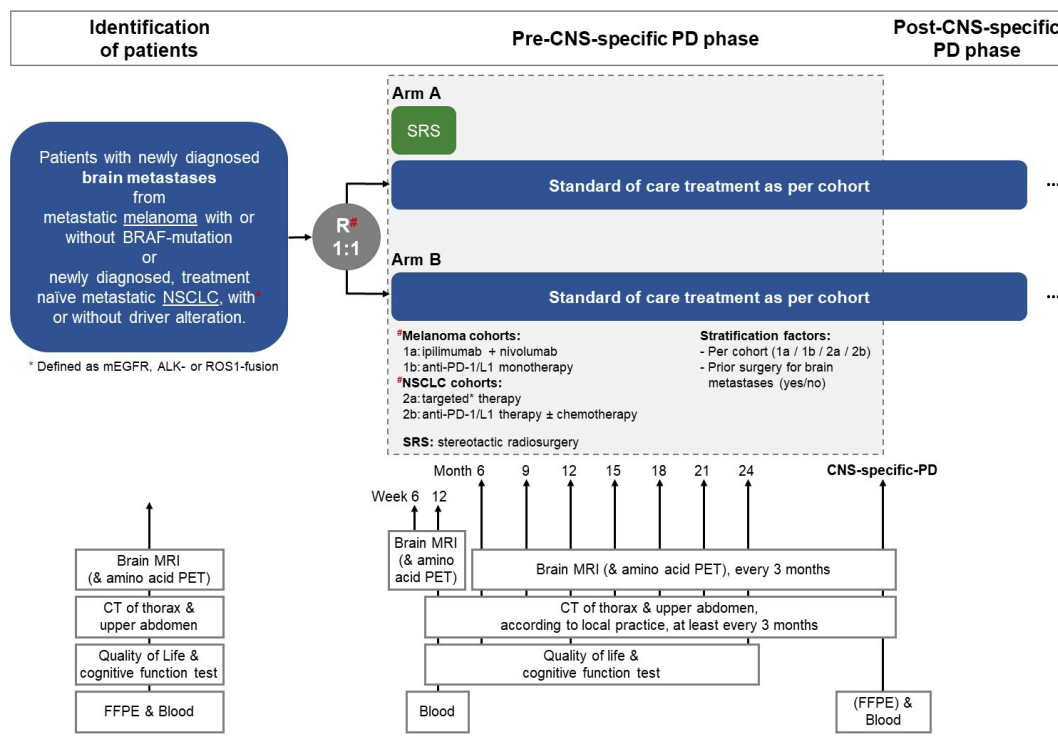 Identification
of patients
Pre-CNS-specific PD phase
Post-CNS-specific
PD phase
Patients with newly diagnosed
brain metastases
from
metastatic melanoma with or
without BRAF-mutation
or
newly diagnosed, treatment
naïve metastatic NSCLC, with*
or without driver alteration.
* Defined as mEGFR, ALK- or ROS1-fusion
R#
1:1
Arm A
SRS
Standard of care treatment as per cohort
...
Arm B
Standard of care treatment as per cohort
...
#Melanoma cohorts:
1a: ipilimumab + nivolumab
1b: anti-PD-1/L1 monotherapy
#NSCLC cohorts:
2a: targeted* therapy
2b: anti-PD-1/L1 therapy ± chemotherapy
SRS: stereotactic radiosurgery
Stratification factors:
- Per cohort (1a / 1b / 2a / 2b)
- Prior surgery for brain
metastases (yes/no)
Month 6 9 12 15 18 21 24 CNS-specific-PD
Week 6 12
Brain MRI
(& amino acid PET)
CT of thorax &
upper abdomen
Quality of Life &
cognitive function test
FFPE & Blood
Brain MRI
(& amino
acid PET)
Brain MRI (& amino acid PET), every 3 months
CT of thorax & upper abdomen,
according to local practice, at least every 3 months
Quality of life &
cognitive function test
Blood
(FFPE) &
Blood